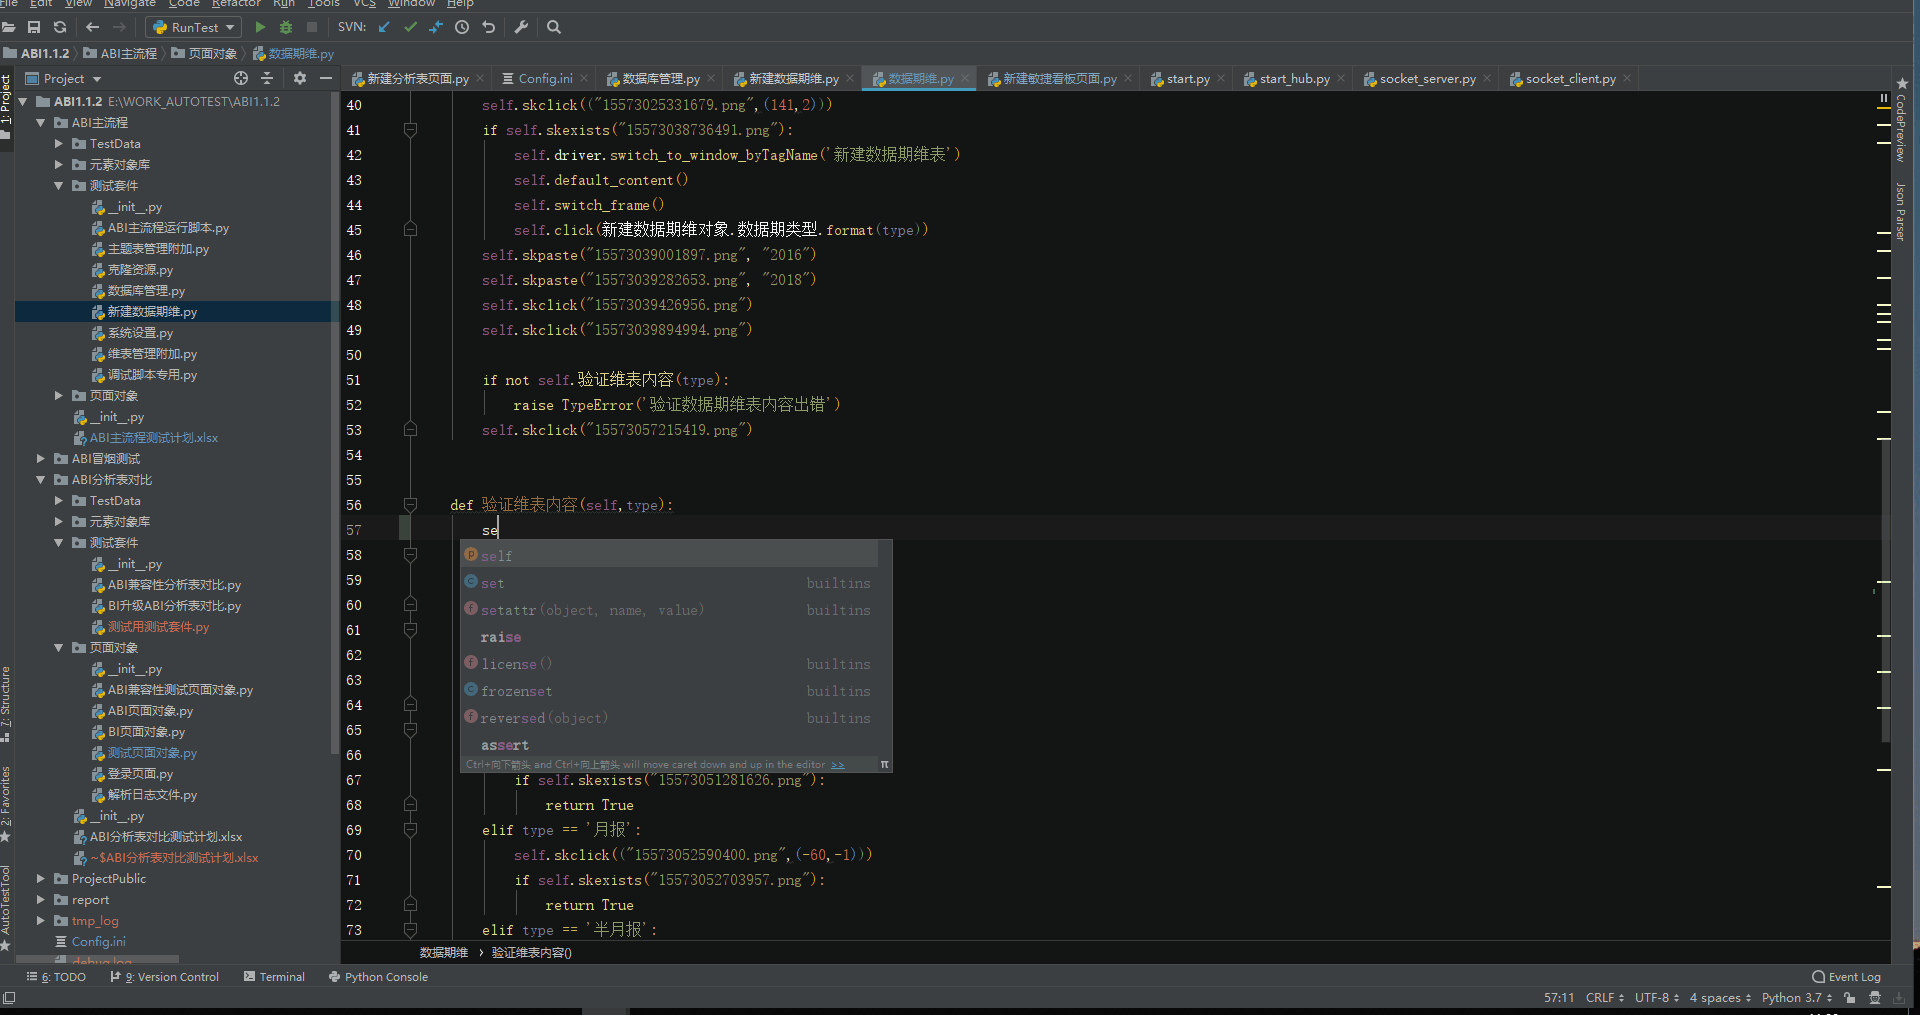 File Edit View Navigate Code Refactor Run Tools VCS Window Help
RunTest SVN:
ABI1.1.2 ABI主流程 页面对象 数据期维.py
Project
新建分析表页面.py Config.ini 数据库管理.py 新建数据期维.py 数据期维.py 新建敏捷看板页面.py start.py start_hub.py socket_server.py socket_client.py
1: Project
7: Structure
2: Favorites
AutoTestTool
ABI1.1.2 E:\WORK_AUTOTEST\ABI1.1.2
ABI主流程
TestData
元素对象库
测试套件
__init__.py
ABI主流程运行脚本.py
主题表管理附加.py
克隆资源.py
数据库管理.py
新建数据期维.py
系统设置.py
维表管理附加.py
调试脚本专用.py
页面对象
__init__.py
ABI主流程测试计划.xlsx
ABI冒烟测试
ABI分析表对比
TestData
元素对象库
测试套件
__init__.py
ABI兼容性分析表对比.py
BI升级ABI分析表对比.py
测试用测试套件.py
页面对象
__init__.py
ABI兼容性测试页面对象.py
ABI页面对象.py
BI页面对象.py
测试页面对象.py
登录页面.py
解析日志文件.py
__init__.py
ABI分析表对比测试计划.xlsx
~$ABI分析表对比测试计划.xlsx
ProjectPublic
report
tmp_log
Config.ini
debug.log
40 self.skclick(("15573025331679.png",(141,2)))
41 if self.skexists("15573038736491.png"):
42 self.driver.switch_to_window_byTagName('新建数据期维表')
43 self.default_content()
44 self.switch_frame()
45 self.click(新建数据期维对象.数据期类型.format(type))
46 self.skpaste("15573039001897.png", "2016")
47 self.skpaste("15573039282653.png", "2018")
48 self.skclick("15573039426956.png")
49 self.skclick("15573039894994.png")
50
51 if not self.验证维表内容(type):
52 raise TypeError('验证数据期维表内容出错')
53 self.skclick("15573057215419.png")
54
55
56 def 验证维表内容(self,type):
57 se
58
59
60
61
62
63
64
65
66
p self
c set builtins
f setattr(object, name, value) builtins
raise
f license() builtins
c frozenset builtins
f reversed(object) builtins
assert
Ctrl+向下箭头 and Ctrl+向上箭头 will move caret down and up in the editor >> π
67 if self.skexists("15573051281626.png"):
68 return True
69 elif type == '月报':
70 self.skclick(("15573052590400.png",(-60,-1)))
71 if self.skexists("15573052703957.png"):
72 return True
73 elif type == '半月报':
数据期维 › 验证维表内容()
CodePreview
Json Parser
6: TODO 9: Version Control Terminal Python Console Event Log
57:11 CRLF UTF-8 4 spaces Python 3.7